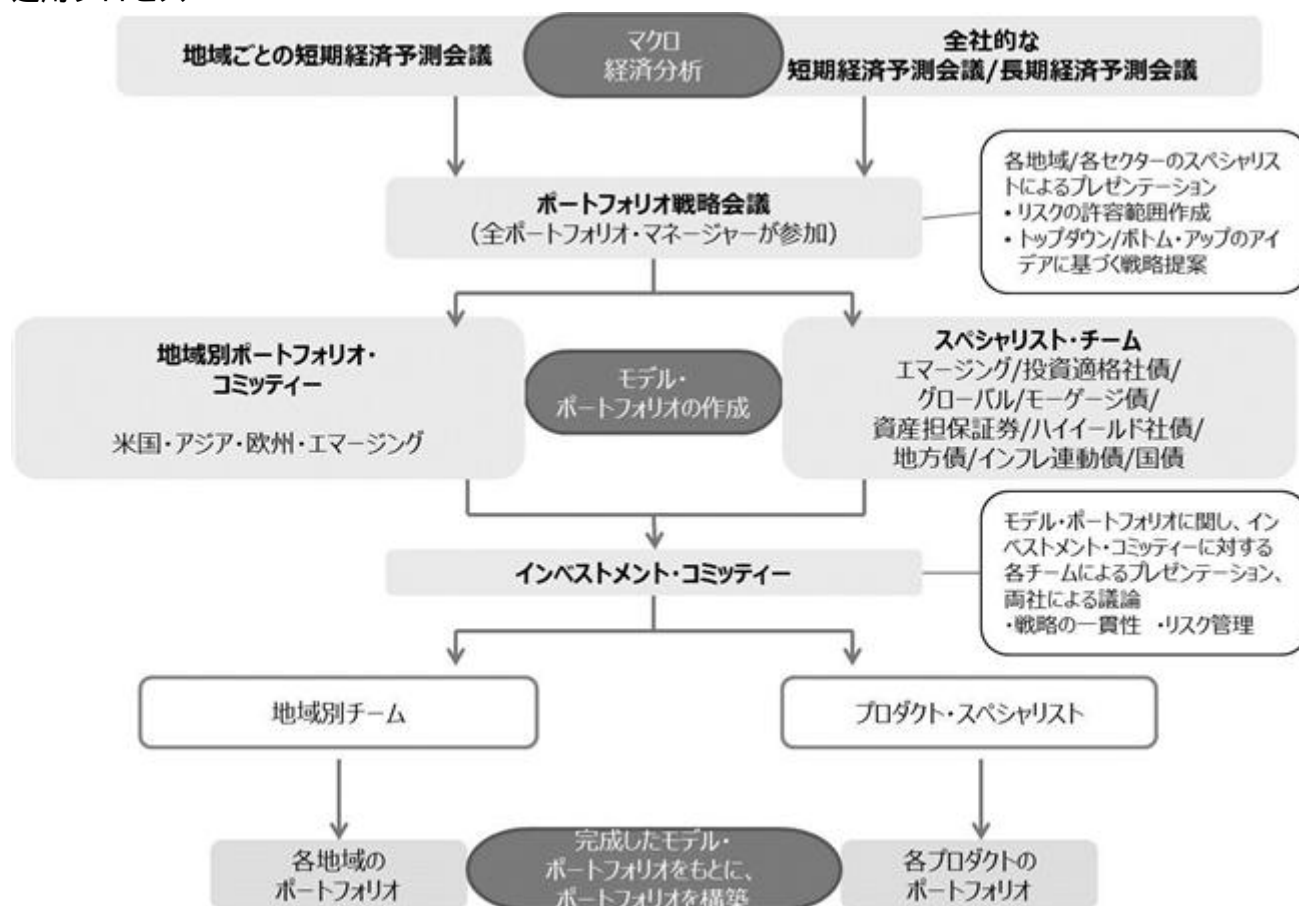 地域ごとの短期経済予測会議
マクロ
経済分析
全社的な
短期経済予測会議/長期経済予測会議
ポートフォリオ戦略会議
（全ポートフォリオ・マネージャーが参加）
各地域/各セクターのスペシャリス
トによるプレゼンテーション
・リスクの許容範囲作成
・トップダウン/ボトム・アップのアイ
デアに基づく戦略提案
地域別ポートフォリオ・
コミッティー
米国・アジア・欧州・エマージング
モデル・
ポートフォリオの作成
スペシャリスト・チーム
エマージング/投資適格社債/
グローバル/モーゲージ債/
資産担保証券/ハイイールド社債/
地方債/インフレ連動債/国債
インベストメント・コミッティー
モデル・ポートフォリオに関し、イン
ベストメント・コミッティーに対する
各チームによるプレゼンテーション、
両社による議論
・戦略の一貫性 ・リスク管理
地域別チーム
プロダクト・スペシャリスト
各地域の
ポートフォリオ
完成したモデル・
ポートフォリオをもとに、
ポートフォリオを構築
各プロダクトの
ポートフォリオ